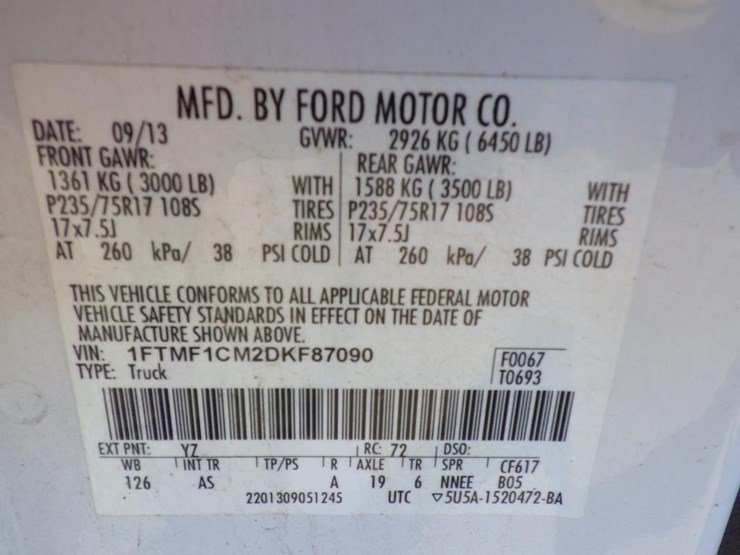 MFD. BY FORD MOTOR CO.
DATE: 09/13 GVWR: 2926 KG ( 6450 LB)
FRONT GAWR: REAR GAWR:
1361 KG ( 3000 LB) WITH 1588 KG ( 3500 LB) WITH
P235/75R17 108S TIRES P235/75R17 108S TIRES
17x7.5J RIMS 17x7.5J RIMS
AT 260 kPa/ 38 PSI COLD AT 260 kPa/ 38 PSI COLD
THIS VEHICLE CONFORMS TO ALL APPLICABLE FEDERAL MOTOR
VEHICLE SAFETY STANDARDS IN EFFECT ON THE DATE OF
MANUFACTURE SHOWN ABOVE.
VIN: 1FTMF1CM2DKF87090 F0067
TYPE: Truck T0693
EXT PNT: YZ RC: 72 DSO:
WB INT TR TP/PS R AXLE TR SPR CF617
126 AS A 19 6 NNEE B05
2201309051245 UTC ▽5U5A-1520472-BA